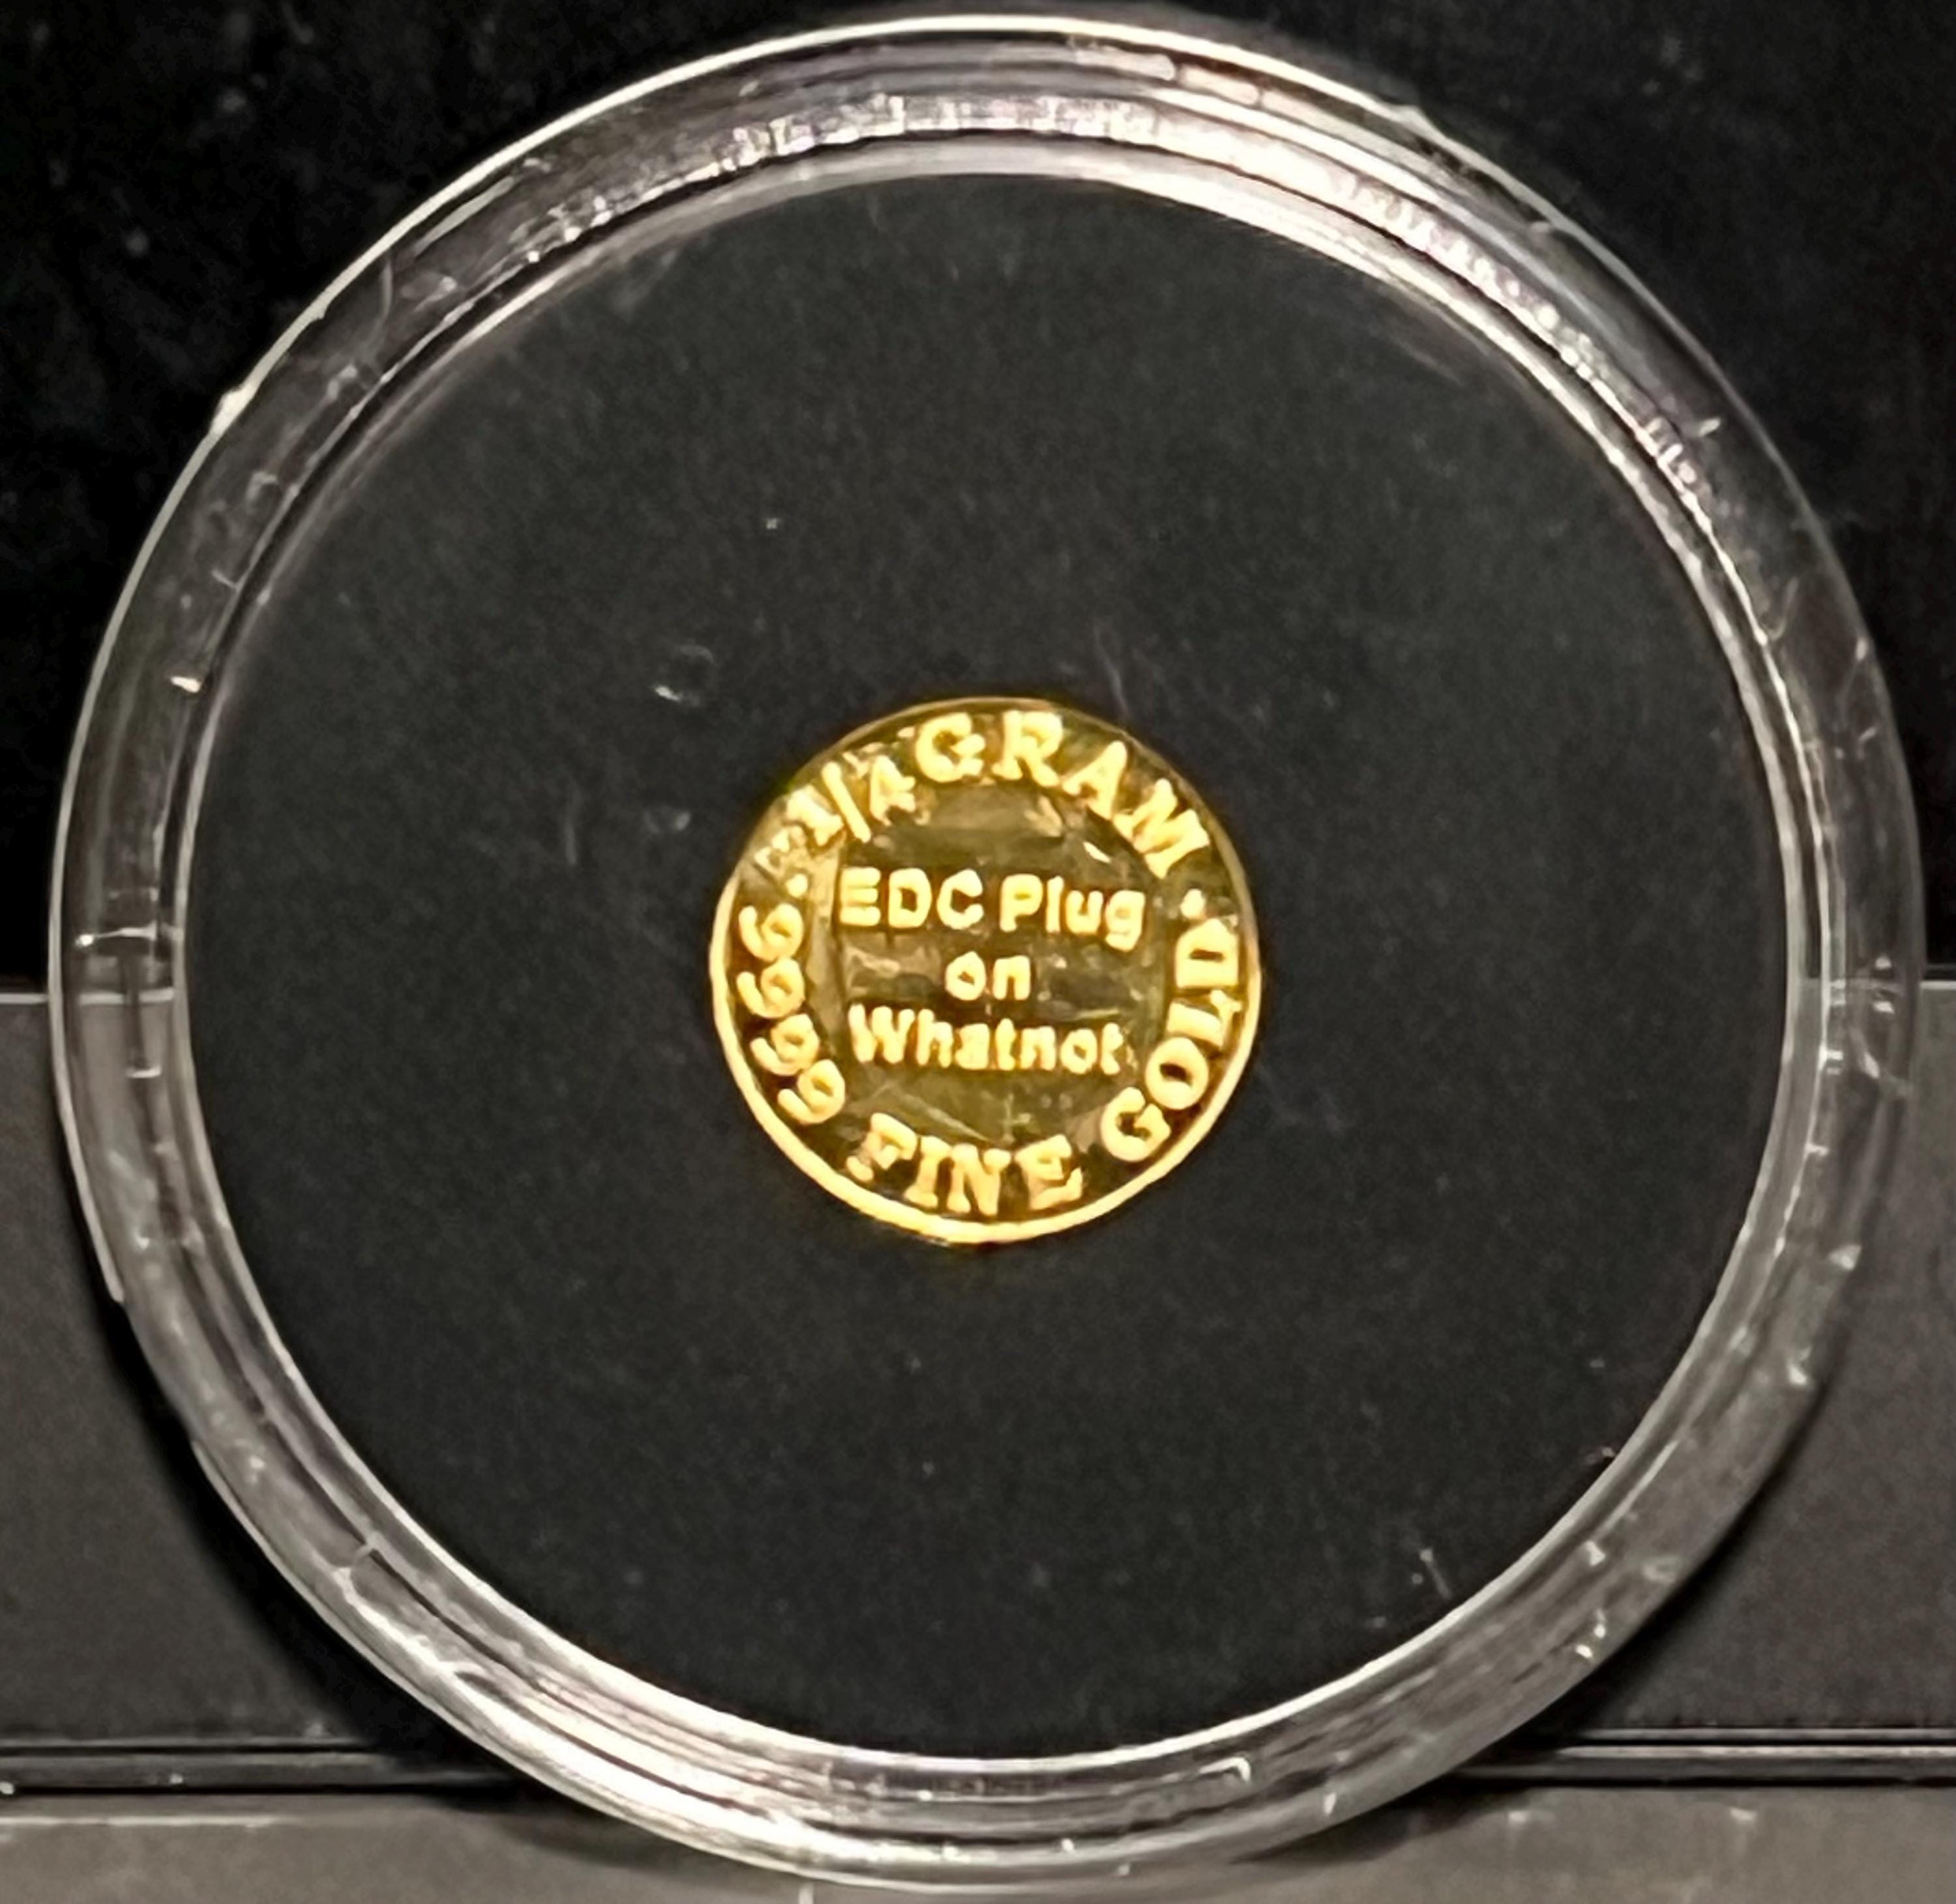 1/4 GRAM
EDC Plug
on
Whatnot
9999 FINE GOLD